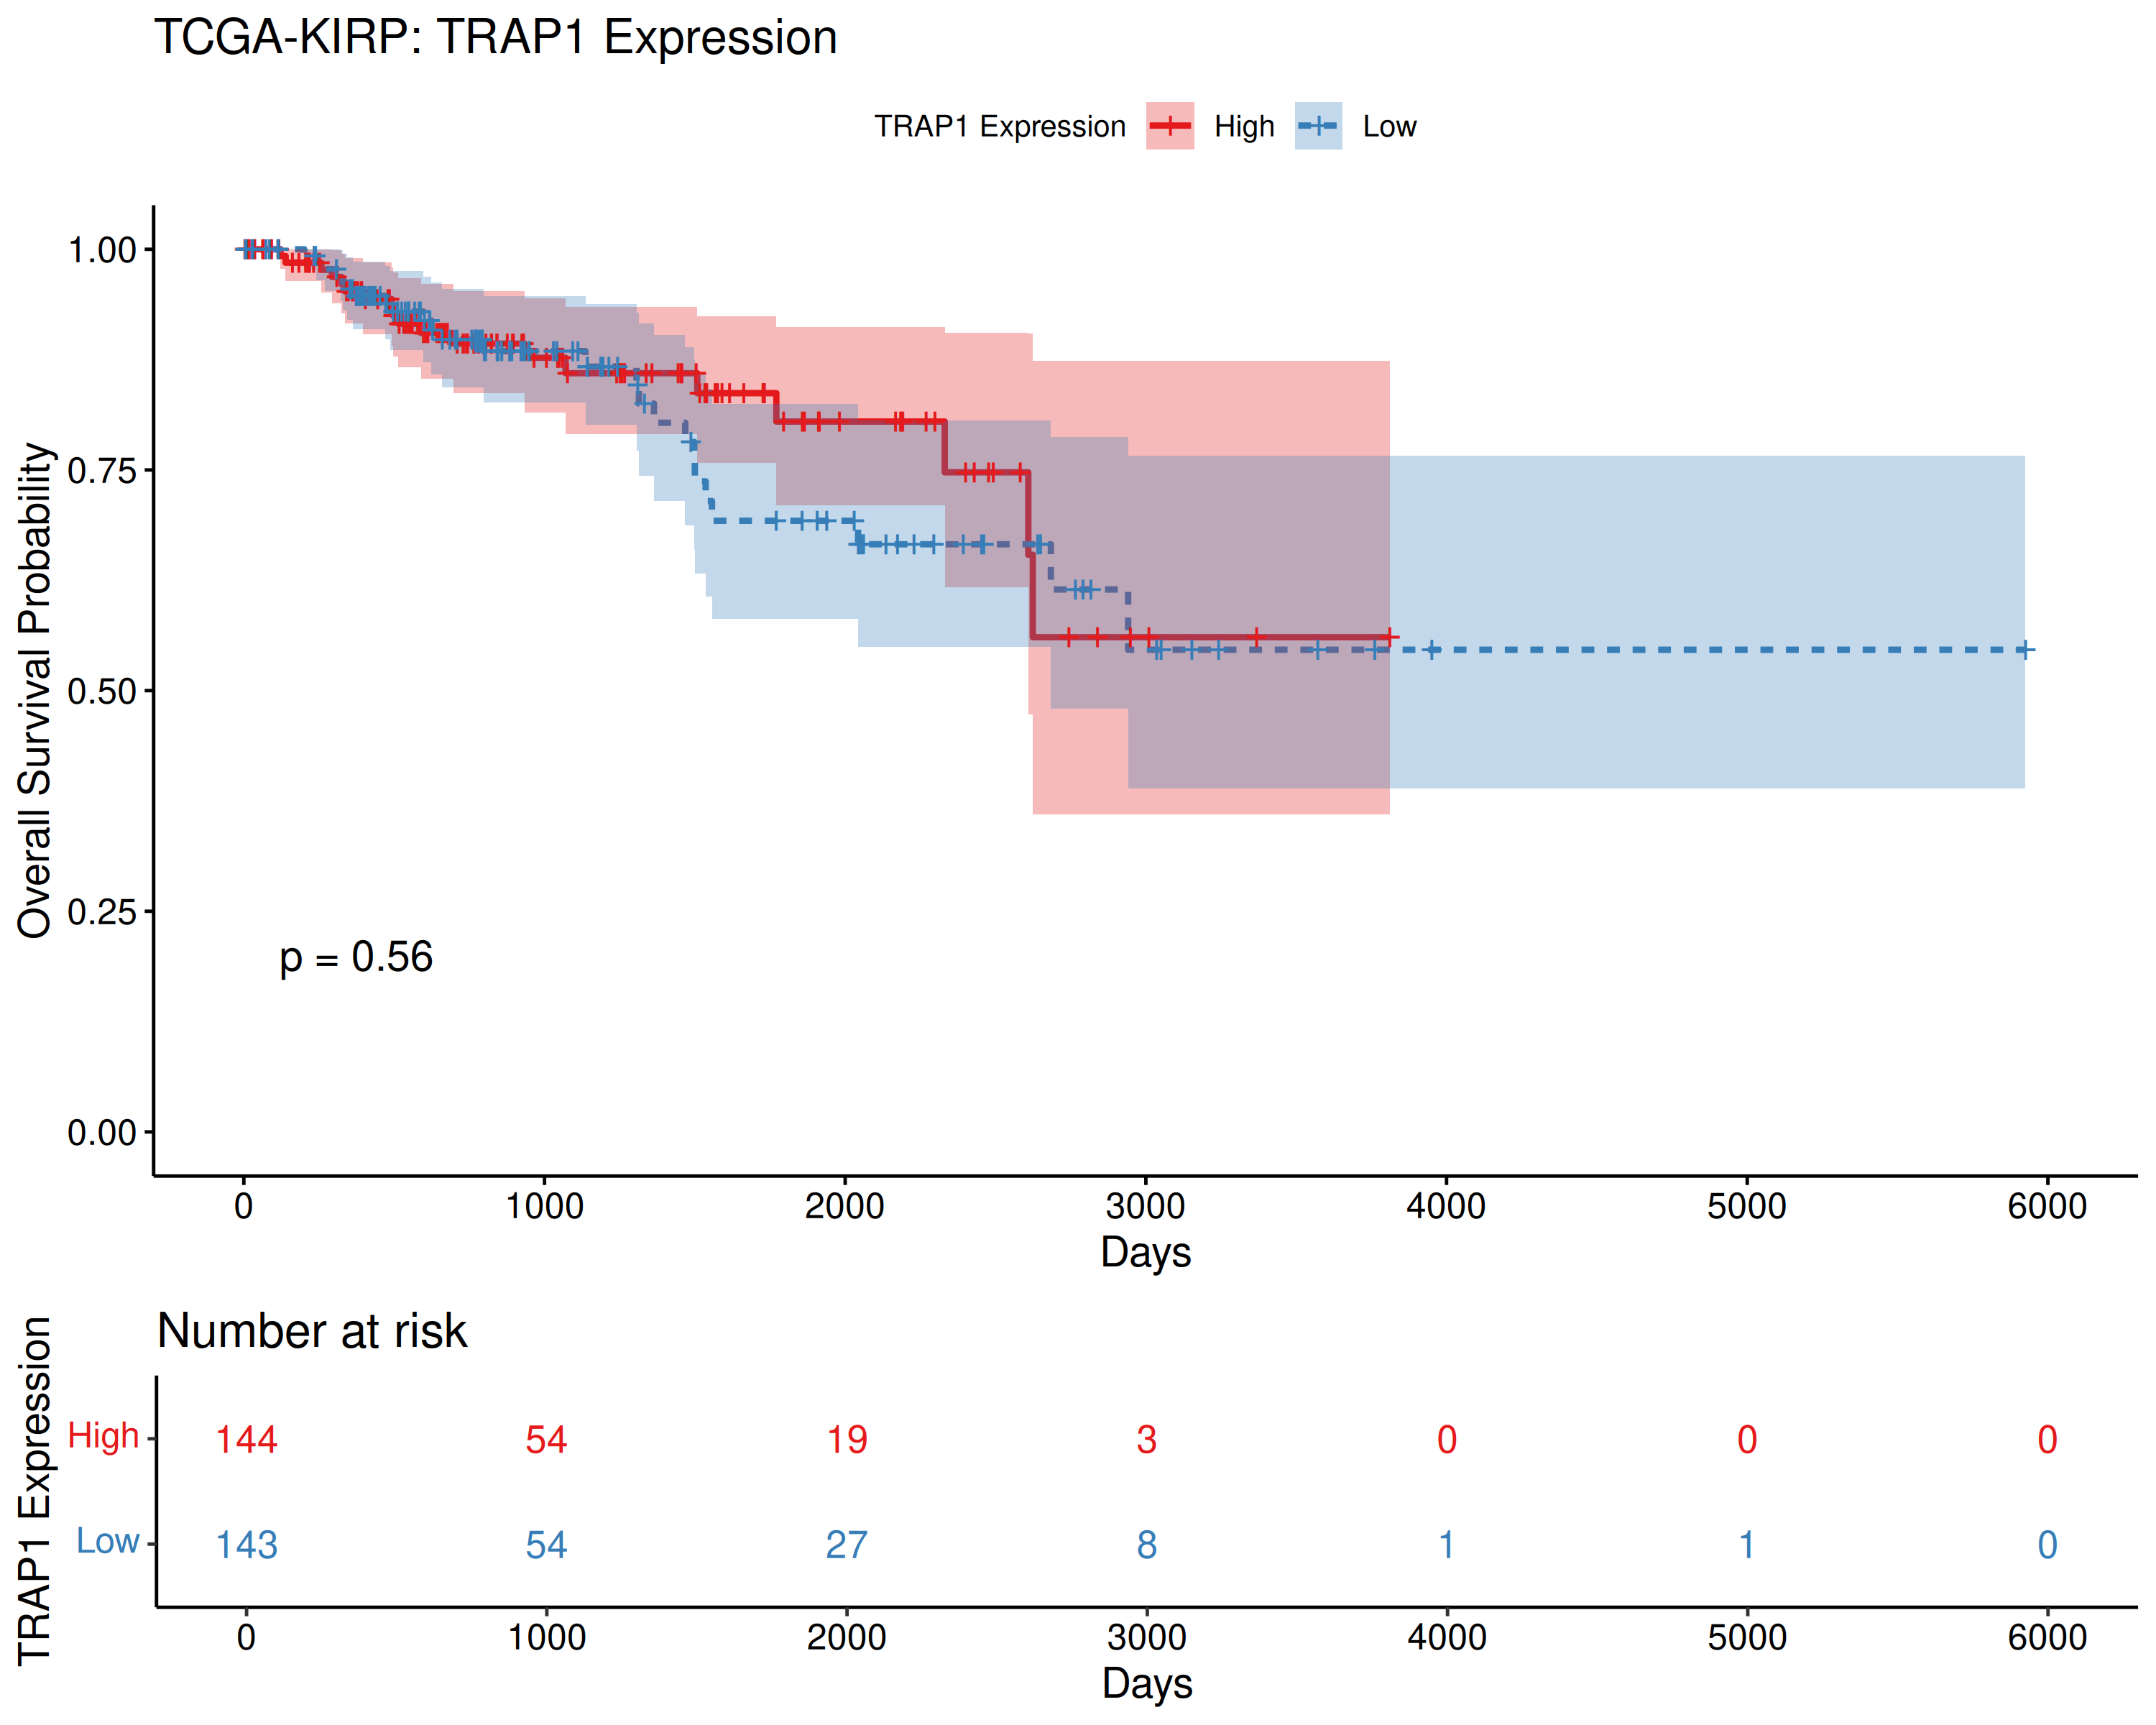 TCGA-KIRP: TRAP1 Expression
TRAP1 Expression High Low
Overall Survival Probability
1.00
0.75
0.50
0.25
0.00
p = 0.56
0 1000 2000 3000 4000 5000 6000
Days
Number at risk
TRAP1 Expression
High 144 54 19 3 0 0 0
Low 143 54 27 8 1 1 0
0 1000 2000 3000 4000 5000 6000
Days